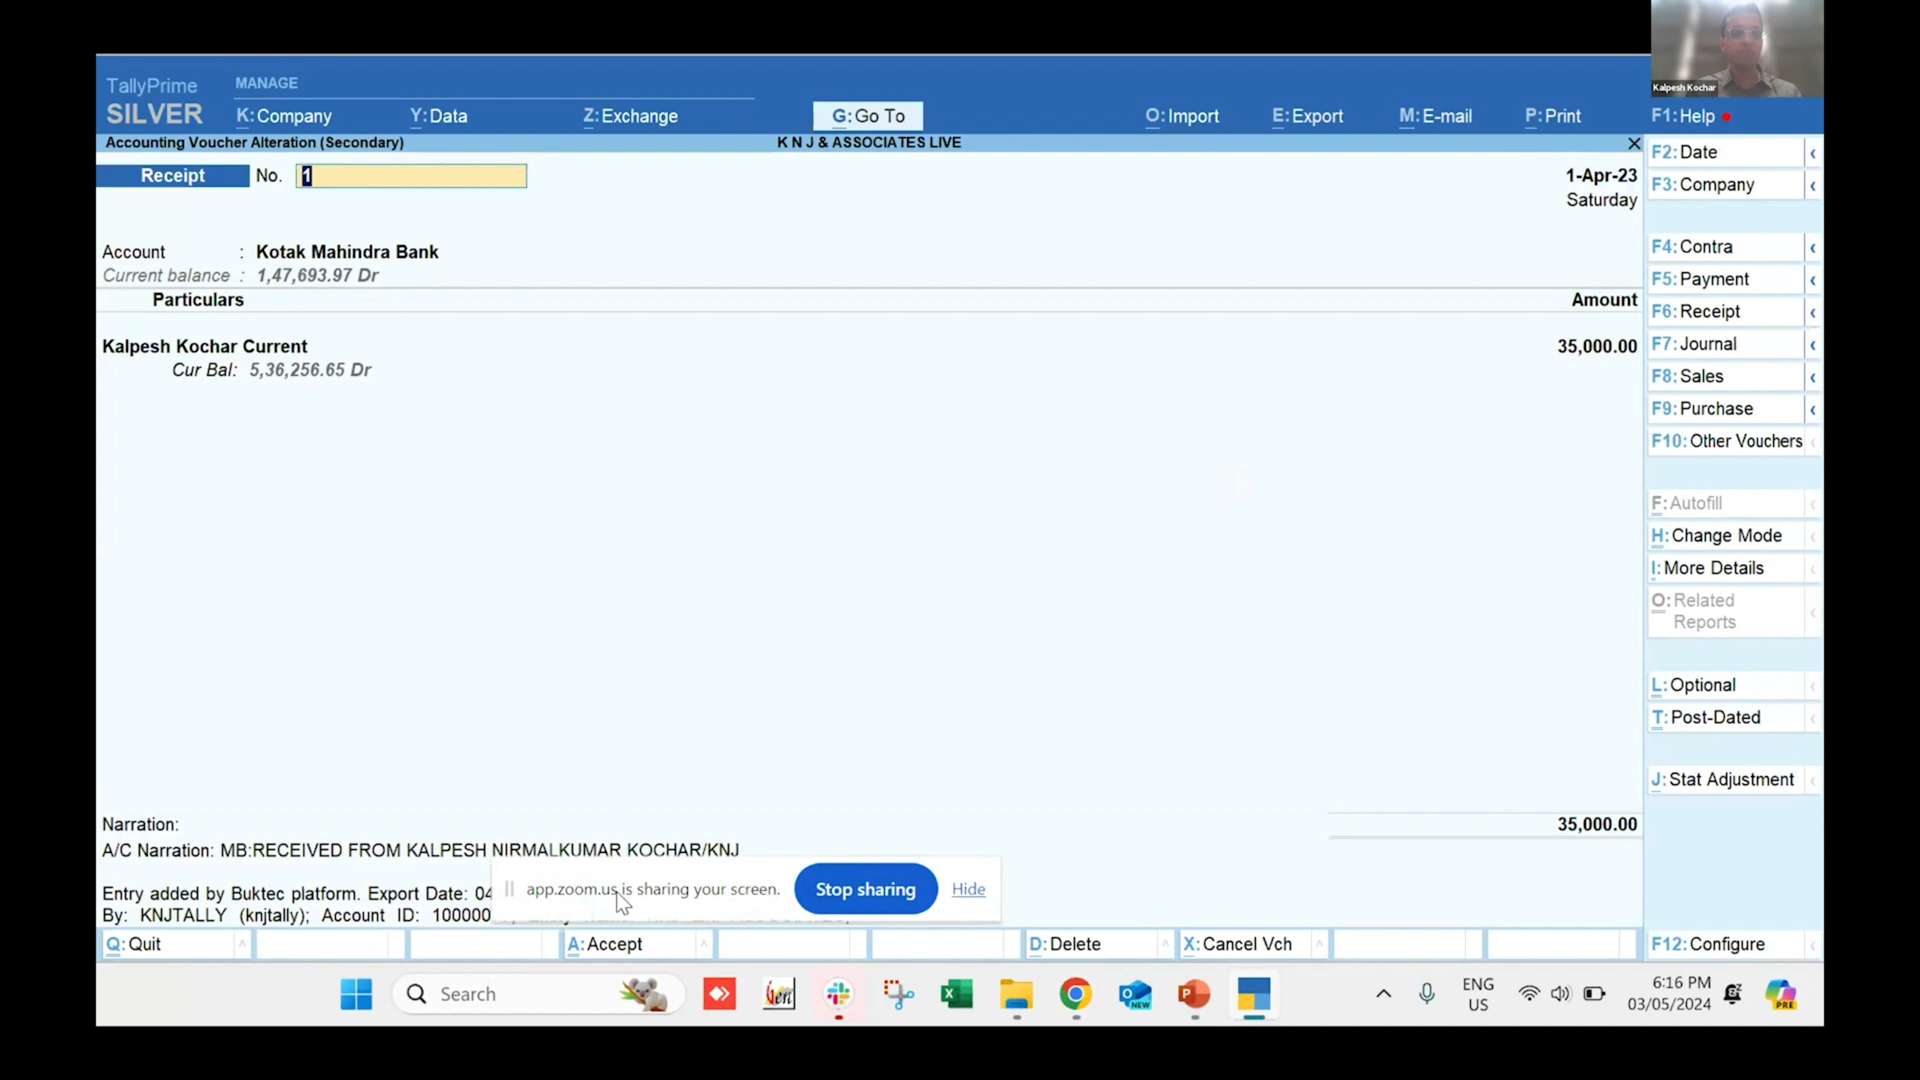 Kalpesh Kochar
TallyPrime
SILVER
MANAGE
K:Company
Y:Data
Z:Exchange
G:Go To
O:Import
E:Export
M:E-mail
P:Print
F1:Help
Accounting Voucher Alteration (Secondary)
K N J & ASSOCIATES LIVE
Receipt No. 1
1-Apr-23
Saturday
Account : Kotak Mahindra Bank
Current balance : 1,47,693.97 Dr
Particulars
Amount
Kalpesh Kochar Current
35,000.00
Cur Bal: 5,36,256.65 Dr
F2:Date
F3:Company
F4:Contra
F5:Payment
F6:Receipt
F7:Journal
F8:Sales
F9:Purchase
F10:Other Vouchers
F:Autofill
H:Change Mode
I:More Details
O:Related
Reports
L:Optional
T:Post-Dated
J:Stat Adjustment
F12:Configure
Narration:
35,000.00
A/C Narration: MB:RECEIVED FROM KALPESH NIRMALKUMAR KOCHAR/KNJ
Entry added by Buktec platform. Export Date: 04
By: KNJTALLY (knjtally); Account ID: 100000
app.zoom.us is sharing your screen.
Stop sharing
Hide
Q:Quit
A:Accept
D:Delete
X:Cancel Vch
Search
ENG
US
6:16 PM
03/05/2024
NEW
PRE